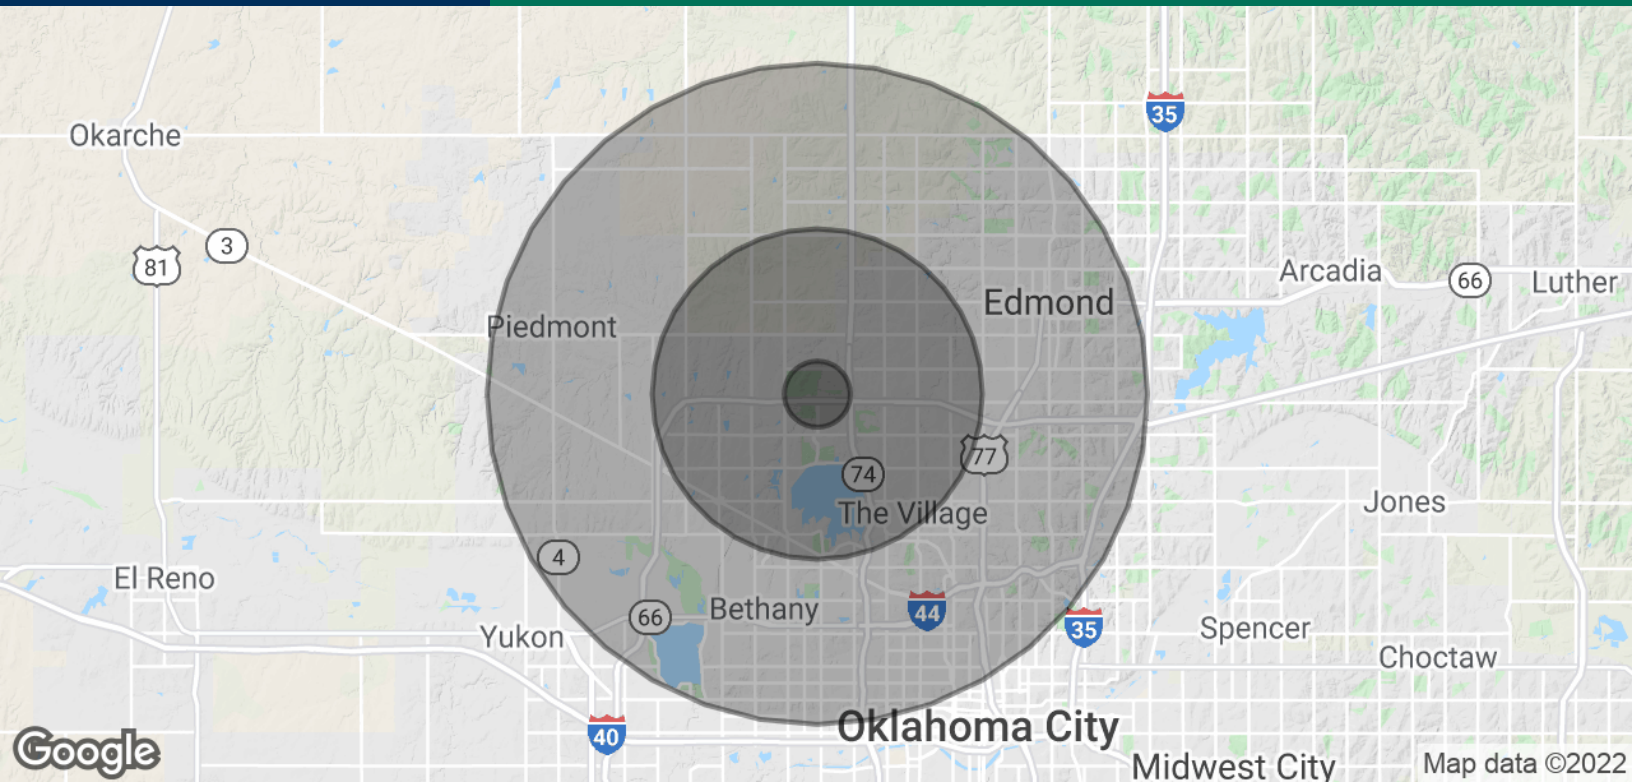 35
Okarche
3
81
Arcadia
66
Luther
Edmond
Piedmont
77
74
Jones
The Village
4
El Reno
66
Bethany
44
35
Spencer
Yukon
Choctaw
40
Oklahoma City
Google
Midwest City
Map data ©2022